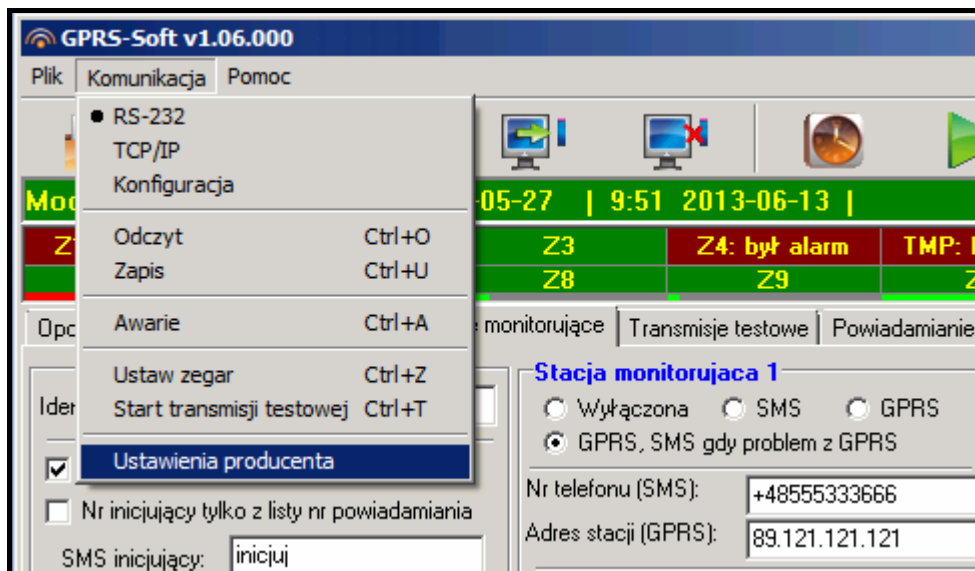 GPRS-Soft v1.06.000
Plik Komunikacja Pomoc
RS-232
TCP/IP
Konfiguracja
05-27 | 9:51 2013-06-13 |
Odczyt Ctrl+O
Z3 Z4: był alarm TMP:
Zapis Ctrl+U
Z8 Z9
Awarie Ctrl+A
monitorujące Transmisje testowe Powiadamianie
Ustaw zegar Ctrl+Z
Start transmisji testowej Ctrl+T
Ustawienia producenta
Stacja monitorujaca 1
Wyłączona SMS GPRS
GPRS, SMS gdy problem z GPRS
Nr inicjujący tylko z listy nr powiadamiania
SMS inicjujący: inicjuj
Nr telefonu (SMS): +48555333666
Adres stacji (GPRS): 89.121.121.121